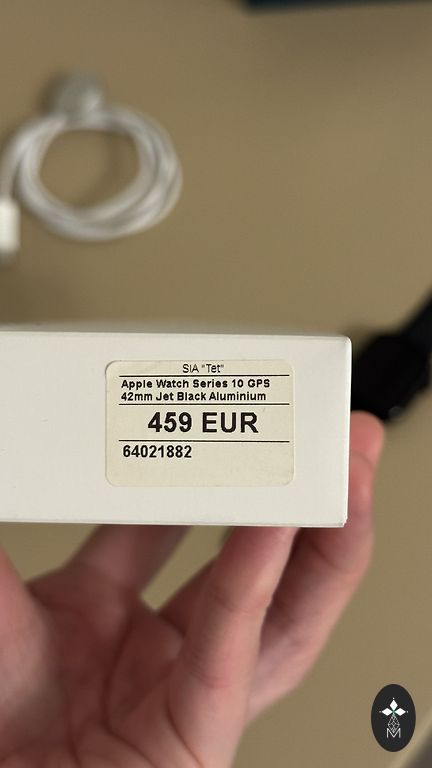 SIA "Tet"
Apple Watch Series 10 GPS
42mm Jet Black Aluminium
459 EUR
64021882
M